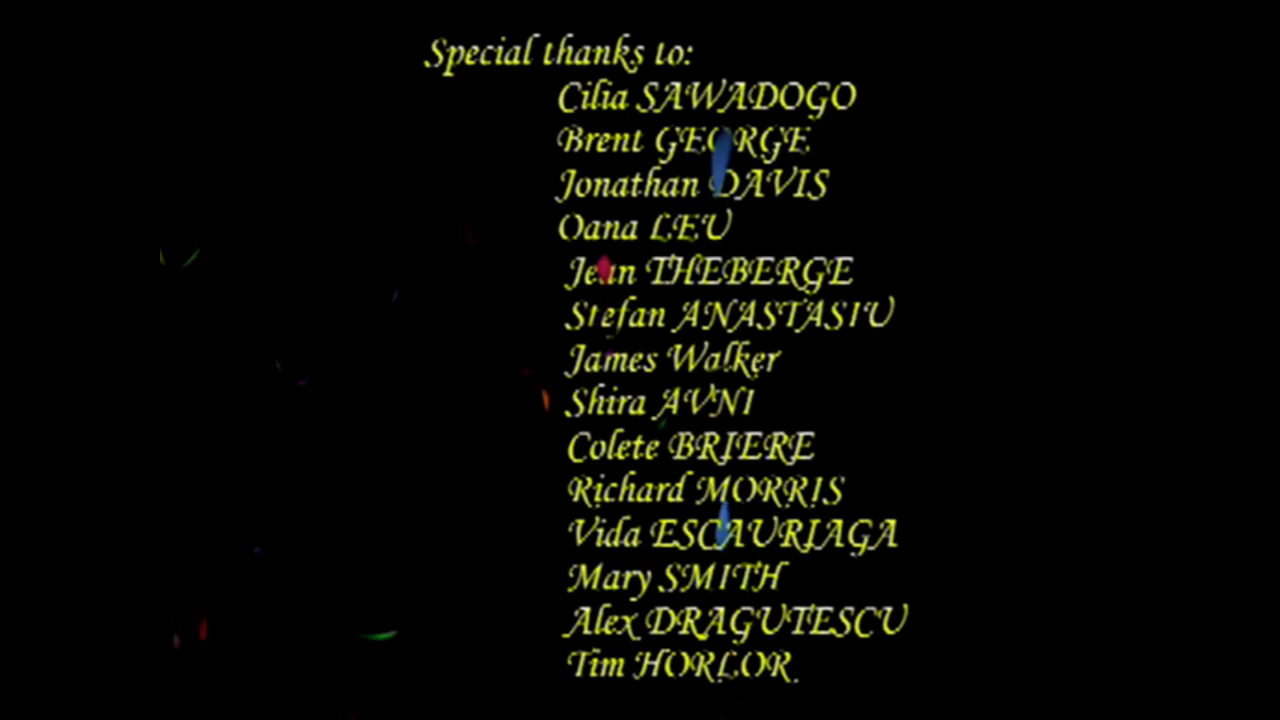 Special thanks to:
Cilia SAWADOGO
Brent GEORGE
Jonathan DAVIS
Oana LEU
Jean THEBERGE
Stefan ANASTASIU
James Walker
Shira AVNI
Colete BRIERE
Richard MORRIS
Vida ESCAURIAGA
Mary SMITH
Alex DRAGUTESCU
Tim HORLOR.